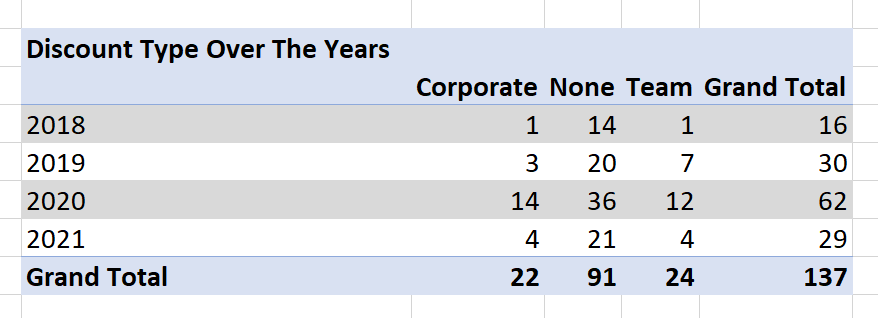 Discount Type Over The Years
Corporate None Team Grand Total
2018 1 14 1 16
2019 3 20 7 30
2020 14 36 12 62
2021 4 21 4 29
Grand Total 22 91 24 137